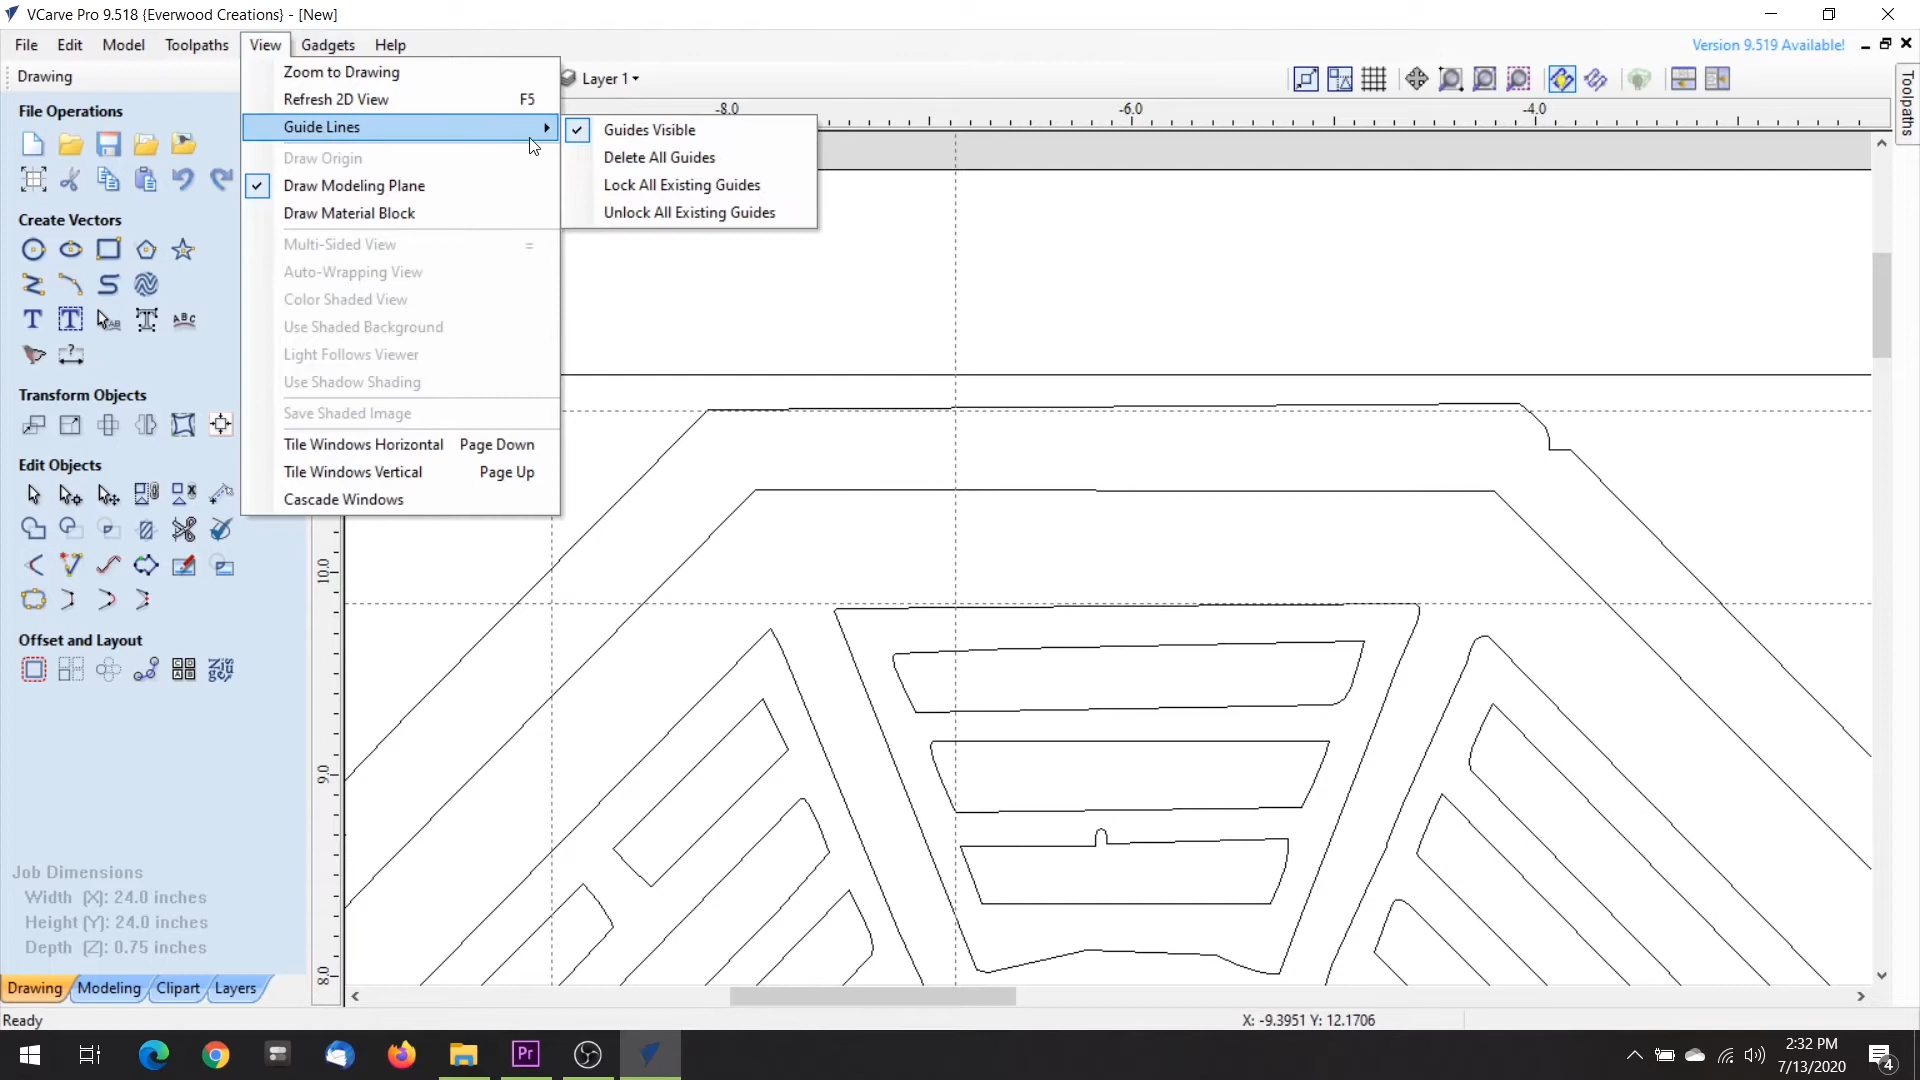 VCarve Pro 9.518 {Everwood Creations} - [New]
File Edit Model Toolpaths View Gadgets Help
Version 9.519 Available!
Drawing
Layer 1
Toolpaths
File Operations
Create Vectors
Transform Objects
Edit Objects
Offset and Layout
Zoom to Drawing
Refresh 2D View F5
Guide Lines
Draw Origin
Draw Modeling Plane
Draw Material Block
Multi-Sided View =
Auto-Wrapping View
Color Shaded View
Use Shaded Background
Light Follows Viewer
Use Shadow Shading
Save Shaded Image
Tile Windows Horizontal Page Down
Tile Windows Vertical Page Up
Cascade Windows
Guides Visible
Delete All Guides
Lock All Existing Guides
Unlock All Existing Guides
-8.0 -6.0 -4.0
10.0
9.0
8.0
Job Dimensions
Width (X): 24.0 inches
Height (Y): 24.0 inches
Depth (Z): 0.75 inches
Drawing Modeling Clipart Layers
Ready
X: -9.3951 Y: 12.1706
Pr
2:32 PM
7/13/2020
4